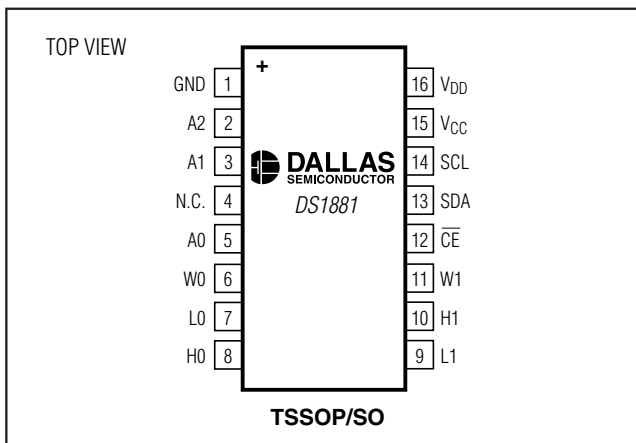 TOP VIEW
+
GND 1
A2 2
A1 3
N.C. 4
A0 5
W0 6
L0 7
H0 8
DALLAS
SEMICONDUCTOR
DS1881
16 VDD
15 VCC
14 SCL
13 SDA
12 C̅E̅
11 W1
10 H1
9 L1
TSSOP/SO